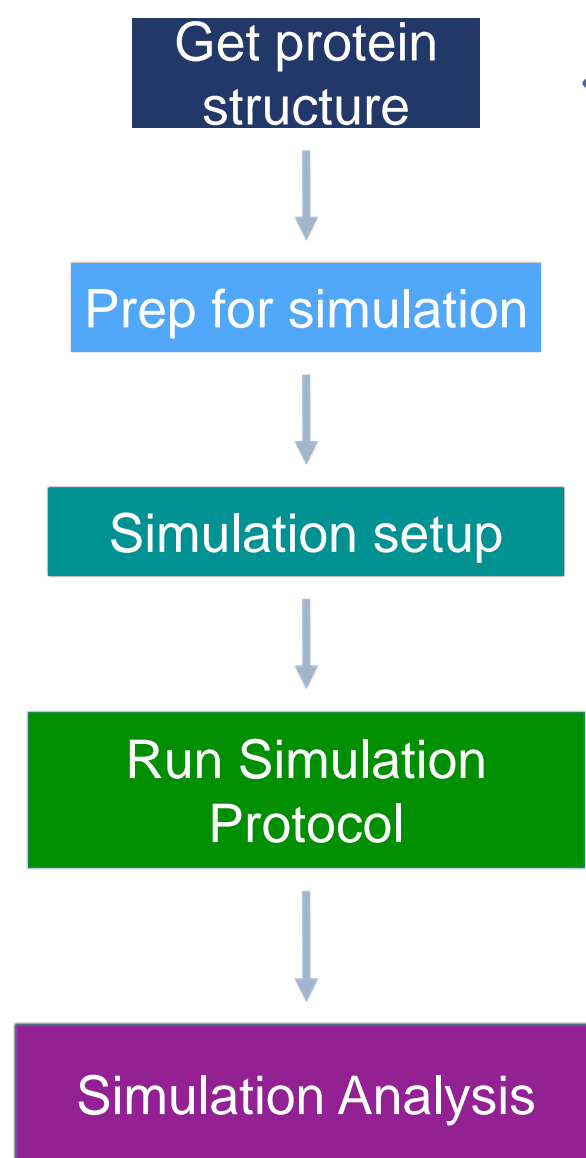 Get protein
structure
Prep for simulation
Simulation setup
Run Simulation
Protocol
Simulation Analysis